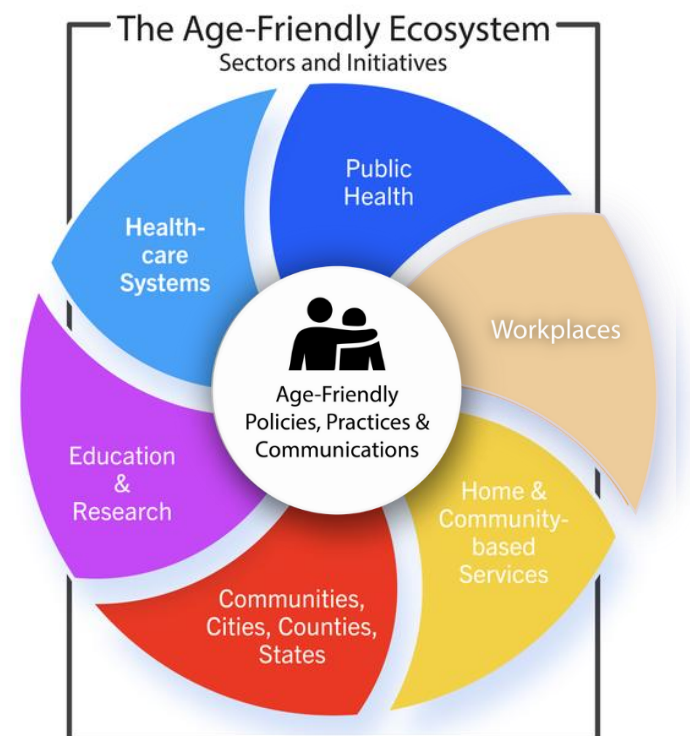 The Age-Friendly Ecosystem
Sectors and Initiatives
Public
Health
Health-
care
Systems
Workplaces
Age-Friendly
Policies, Practices &
Communications
Education
&
Research
Home &
Community-
based
Services
Communities,
Cities, Counties,
States